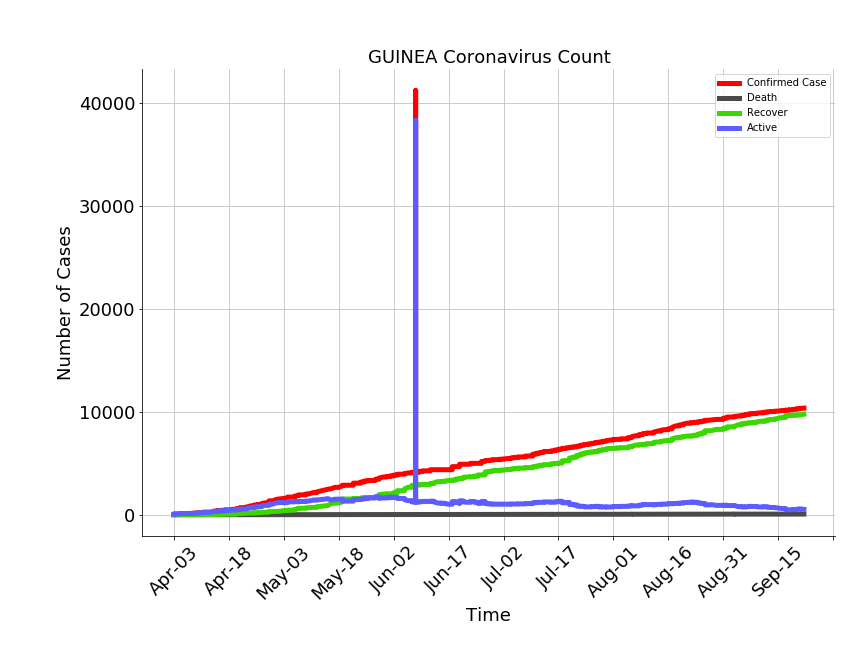 GUINEA Coronavirus Count
Confirmed Case
Death
Recover
Active
Number of Cases
40000
30000
20000
10000
0
Apr-03
Apr-18
May-03
May-18
Jun-02
Jun-17
Jul-02
Jul-17
Aug-01
Aug-16
Aug-31
Sep-15
Time